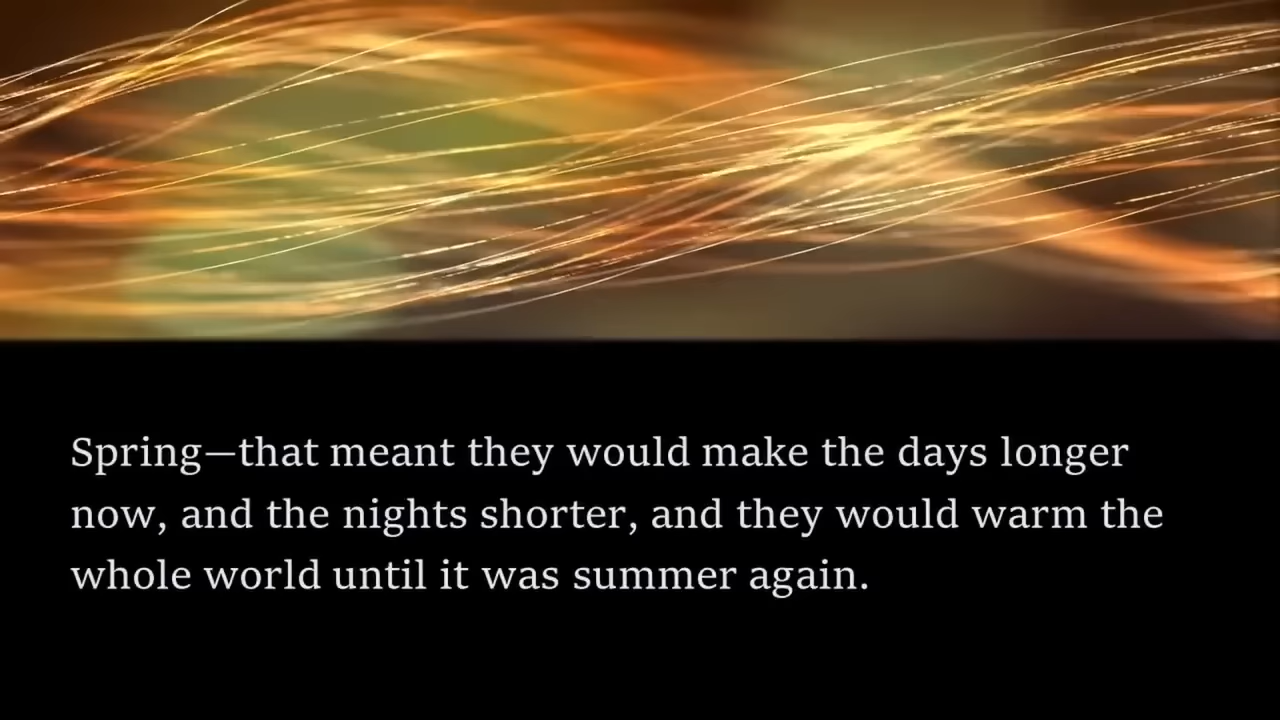 Spring—that meant they would make the days longer
now, and the nights shorter, and they would warm the
whole world until it was summer again.